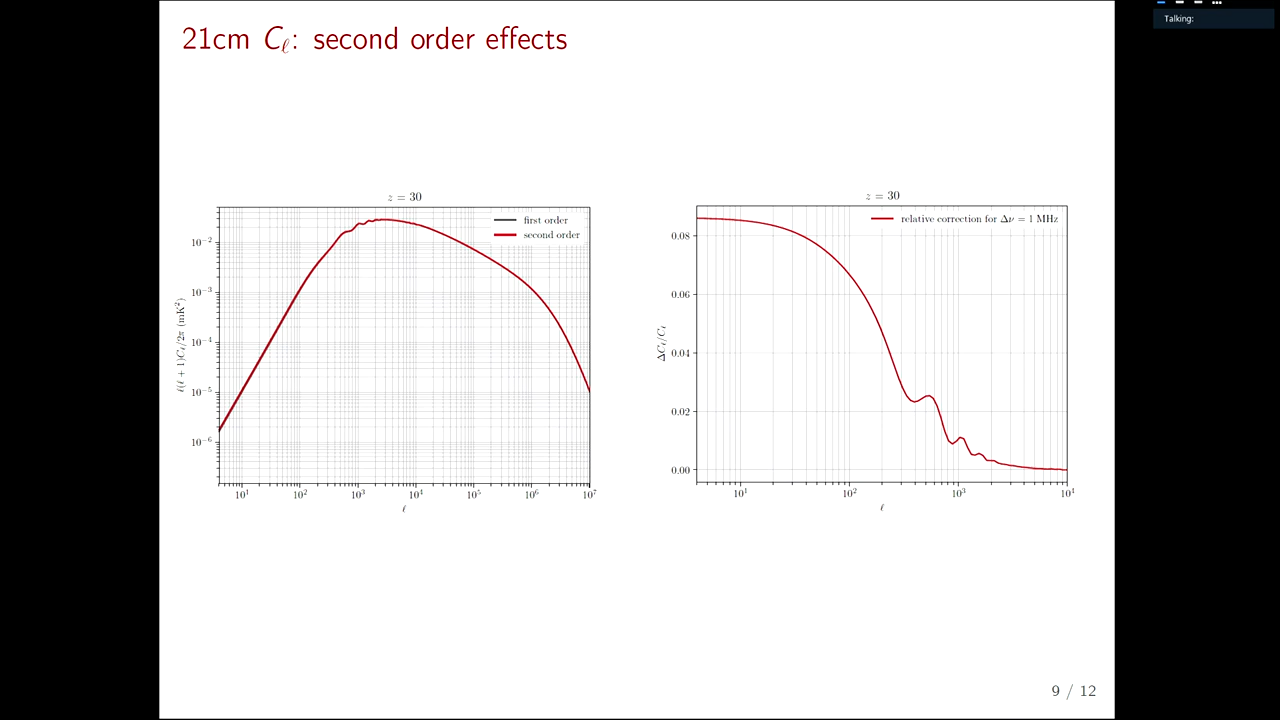 Talking:
21cm Cℓ: second order effects
z = 30
first order
second order
10⁻²
10⁻³
10⁻⁴
10⁻⁵
10⁻⁶
ℓ(ℓ + 1)Cℓ/2π (mK²)
10¹ 10² 10³ 10⁴ 10⁵ 10⁶ 10⁷
ℓ
z = 30
relative correction for Δν = 1 MHz
0.08
0.06
0.04
0.02
0.00
ΔCℓ/Cℓ
10¹ 10² 10³ 10⁴
ℓ
9 / 12